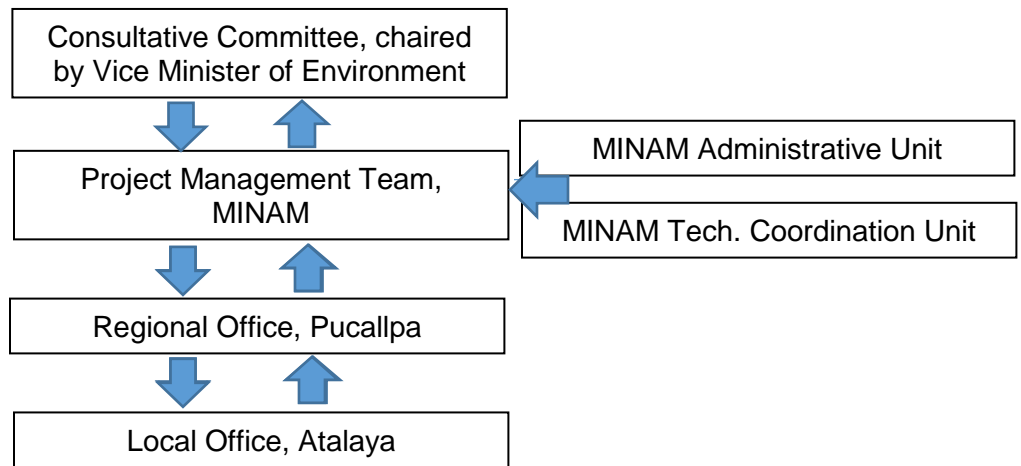 Consultative Committee, chaired
by Vice Minister of Environment
MINAM Administrative Unit
Project Management Team,
MINAM
MINAM Tech. Coordination Unit
Regional Office, Pucallpa
Local Office, Atalaya